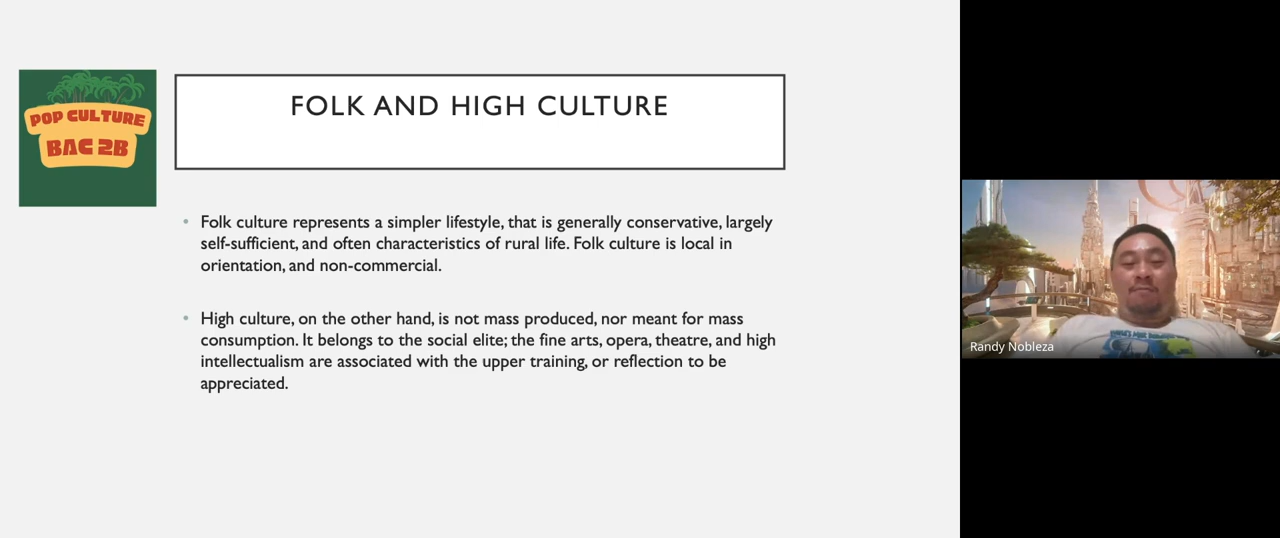 POP CULTURE
BAC 2B
FOLK AND HIGH CULTURE
Folk culture represents a simpler lifestyle, that is generally conservative, largely
self-sufficient, and often characteristics of rural life. Folk culture is local in
orientation, and non-commercial.
High culture, on the other hand, is not mass produced, nor meant for mass
consumption. It belongs to the social elite; the fine arts, opera, theatre, and high
intellectualism are associated with the upper training, or reflection to be
appreciated.
Randy Nobleza